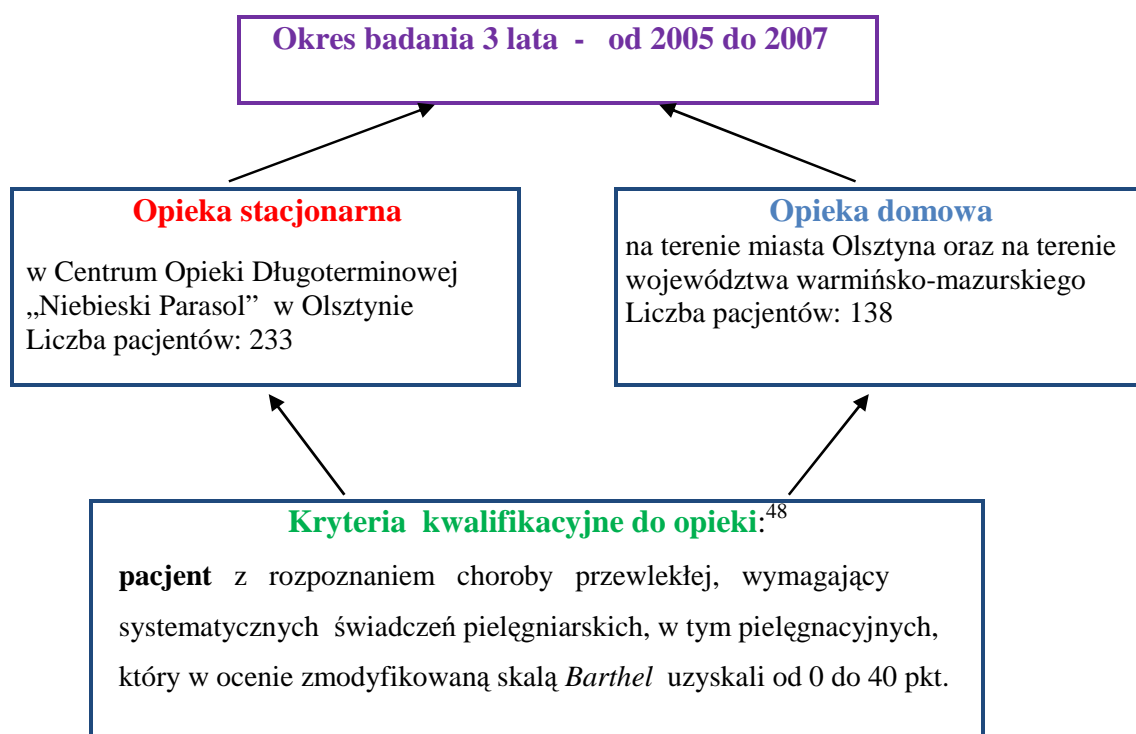 Okres badania 3 lata - od 2005 do 2007
Opieka stacjonarna
w Centrum Opieki Długoterminowej
„Niebieski Parasol” w Olsztynie
Liczba pacjentów: 233
Opieka domowa
na terenie miasta Olsztyna oraz na terenie
województwa warmińsko-mazurskiego
Liczba pacjentów: 138
Kryteria kwalifikacyjne do opieki:48
pacjent z rozpoznaniem choroby przewlekłej, wymagający
systematycznych świadczeń pielęgniarskich, w tym pielęgnacyjnych,
który w ocenie zmodyfikowaną skalą Barthel uzyskali od 0 do 40 pkt.